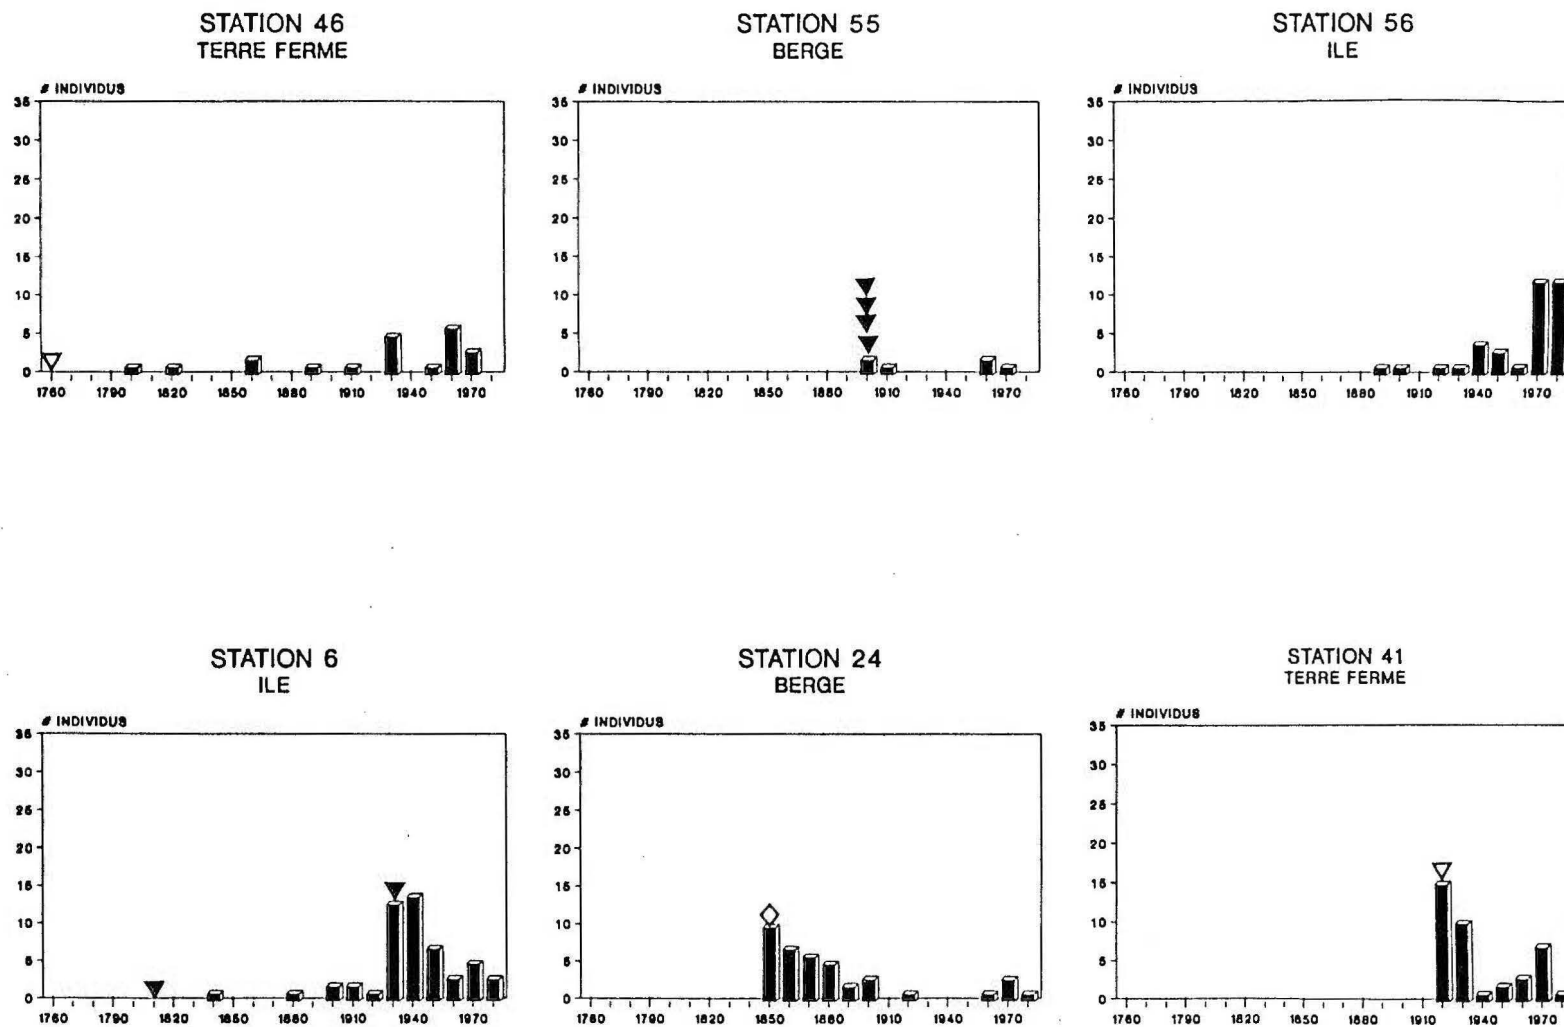 STATION 46
TERRE FERME
# INDIVIDUS
35
30
25
20
15
10
5
0
1760 1790 1820 1850 1880 1910 1940 1970
STATION 55
BERGE
# INDIVIDUS
35
30
25
20
15
10
5
0
1760 1790 1820 1850 1880 1910 1940 1970
STATION 56
ILE
# INDIVIDUS
35
30
25
20
15
10
5
0
1760 1790 1820 1850 1880 1910 1940 1970
STATION 6
ILE
# INDIVIDUS
35
30
25
20
15
10
5
0
1760 1790 1820 1850 1880 1910 1940 1970
STATION 24
BERGE
# INDIVIDUS
35
30
25
20
15
10
5
0
1760 1790 1820 1850 1880 1910 1940 1970
STATION 41
TERRE FERME
# INDIVIDUS
35
30
25
20
15
10
5
0
1760 1790 1820 1850 1880 1910 1940 1970